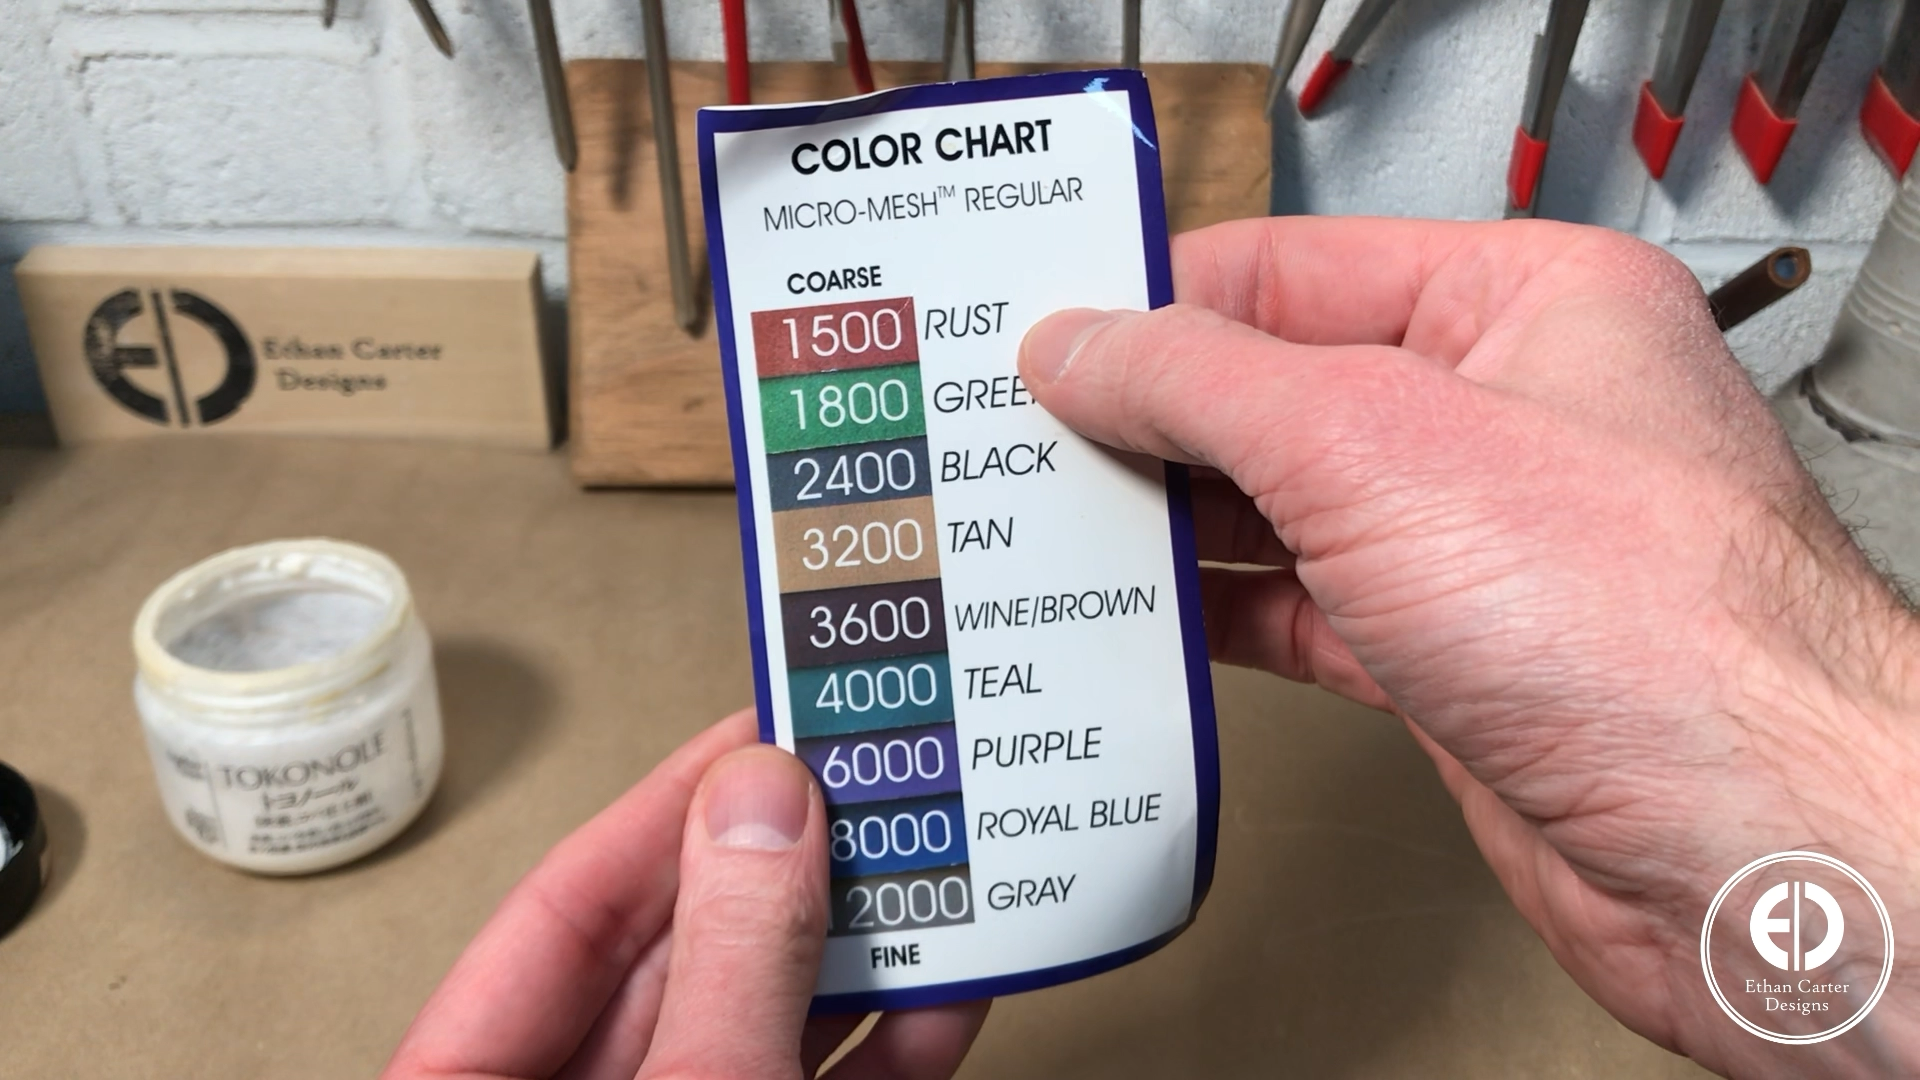 COLOR CHART
MICRO-MESH™ REGULAR
COARSE
1500 RUST
1800 GREE
2400 BLACK
3200 TAN
3600 WINE/BROWN
4000 TEAL
6000 PURPLE
8000 ROYAL BLUE
2000 GRAY
FINE
Ethan Carter
Designs
TOKONOLE
トコノール
Ethan Carter
Designs